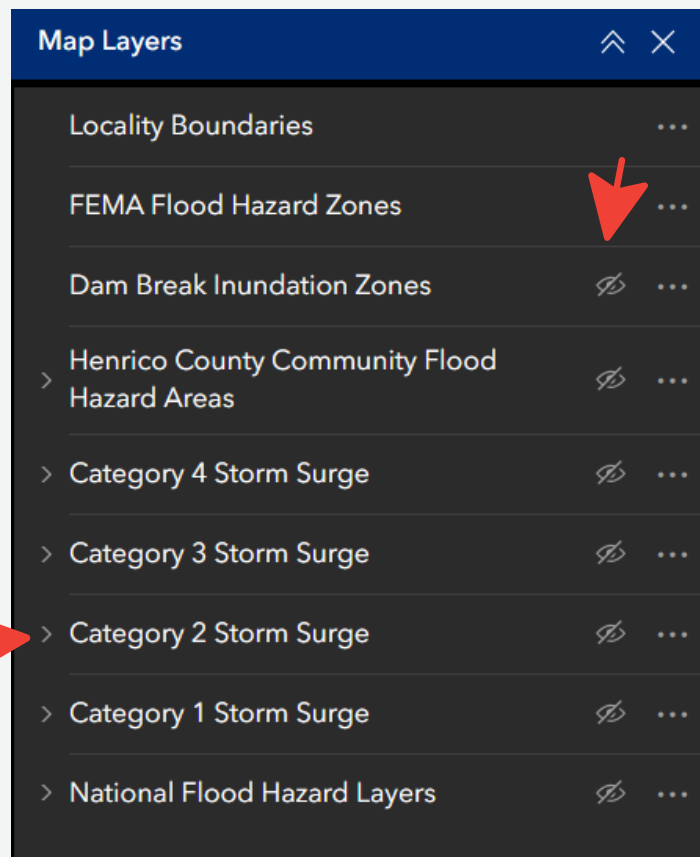 Map Layers
Locality Boundaries
FEMA Flood Hazard Zones
Dam Break Inundation Zones
Henrico County Community Flood
Hazard Areas
Category 4 Storm Surge
Category 3 Storm Surge
Category 2 Storm Surge
Category 1 Storm Surge
National Flood Hazard Layers